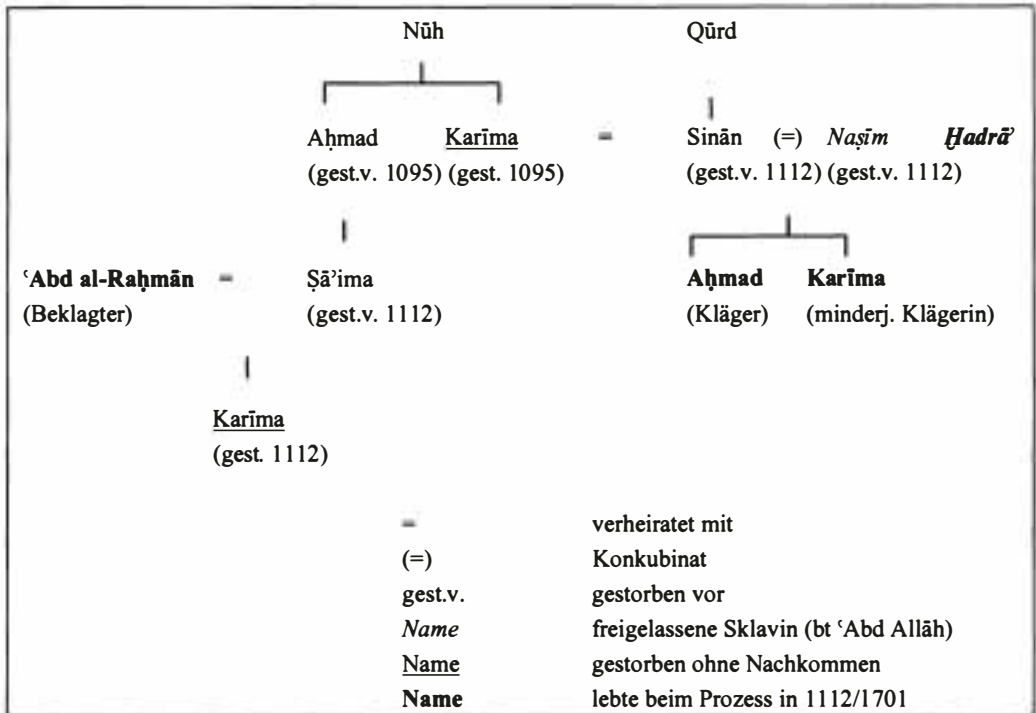 Nūh Qūrd
Aḥmad Karīma = Sinān (=) Naṣīm Ḫadrā’
(gest.v. 1095) (gest. 1095) (gest.v. 1112) (gest.v. 1112)
ʿAbd al-Raḥmān = Ṣā’ima Aḥmad Karīma
(Beklagter) (gest.v. 1112) (Kläger) (minderj. Klägerin)
Karīma
(gest. 1112)
= verheiratet mit
(=) Konkubinat
gest.v. gestorben vor
Name freigelassene Sklavin (bt ʿAbd Allāh)
Name gestorben ohne Nachkommen
Name lebte beim Prozess in 1112/1701